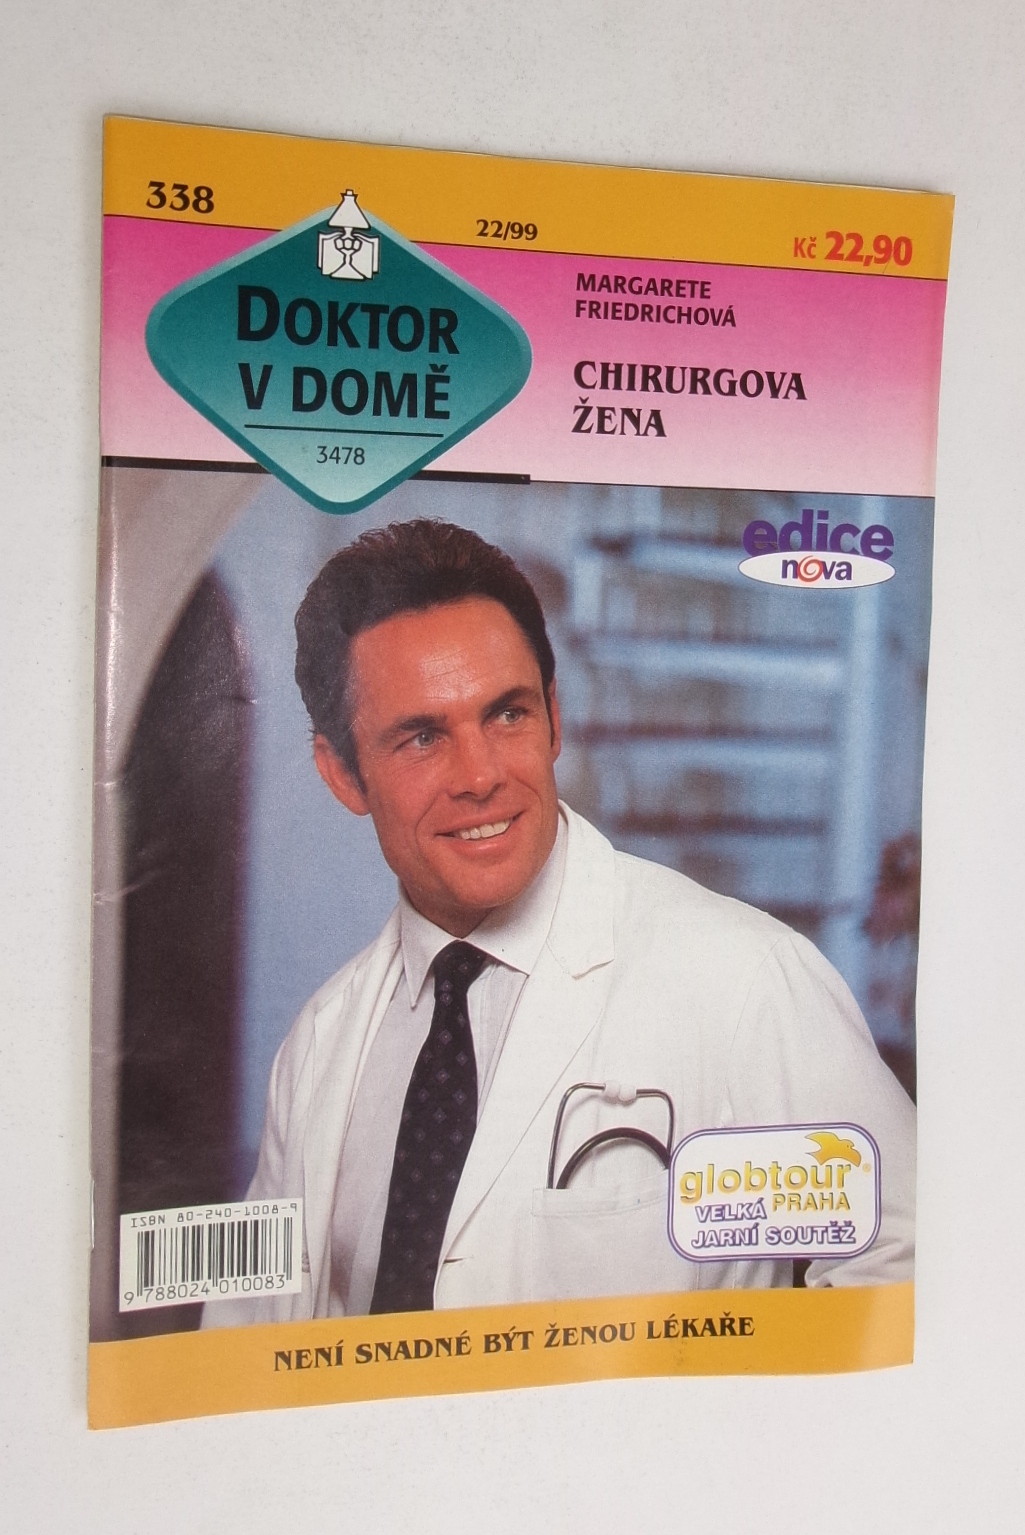 338
22/99
Kč 22,90
DOKTOR
V DOMĚ
3478
MARGARETE
FRIEDRICHOVÁ
CHIRURGOVA
ŽENA
edice
nova
globtour®
PRAHA
VELKÁ
JARNÍ SOUTĚŽ
ISBN 80-240-1008-9
9 788024 010083
NENÍ SNADNÉ BÝT ŽENOU LÉKAŘE